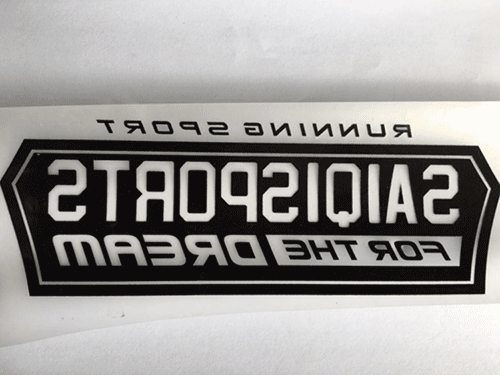 RUNNING SPORT
SAIQISPORTS
FOR THE DREAM